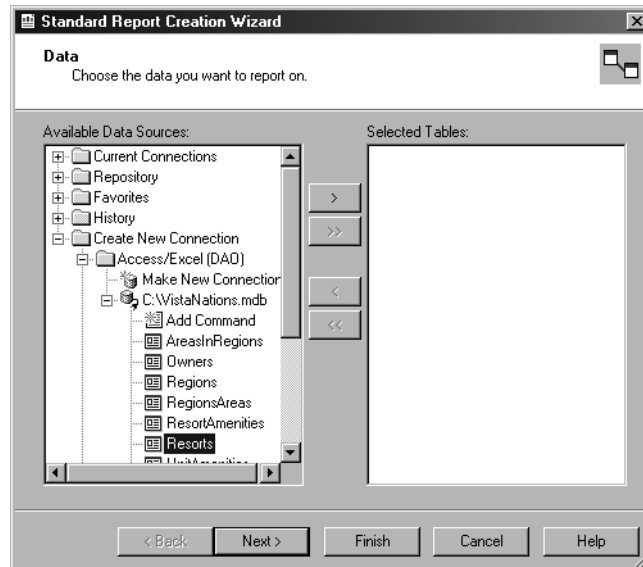 Standard Report Creation Wizard
Data
Choose the data you want to report on.
Available Data Sources:
Current Connections
Repository
Favorites
History
Create New Connection
Access/Excel (DAO)
Make New Connection
C:\VistaNations.mdb
Add Command
AreasInRegions
Owners
Regions
RegionsAreas
ResortAmenities
Resorts
UnitAmenities
Selected Tables:
>
>>
<
<<
< Back
Next >
Finish
Cancel
Help